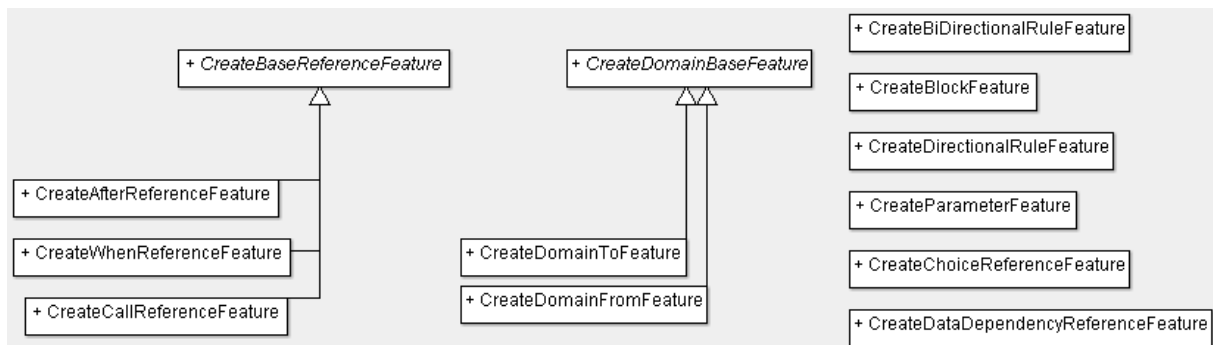 + CreateBaseReferenceFeature
+ CreateAfterReferenceFeature
+ CreateWhenReferenceFeature
+ CreateCallReferenceFeature
+ CreateDomainBaseFeature
+ CreateDomainToFeature
+ CreateDomainFromFeature
+ CreateBiDirectionalRuleFeature
+ CreateBlockFeature
+ CreateDirectionalRuleFeature
+ CreateParameterFeature
+ CreateChoiceReferenceFeature
+ CreateDataDependencyReferenceFeature